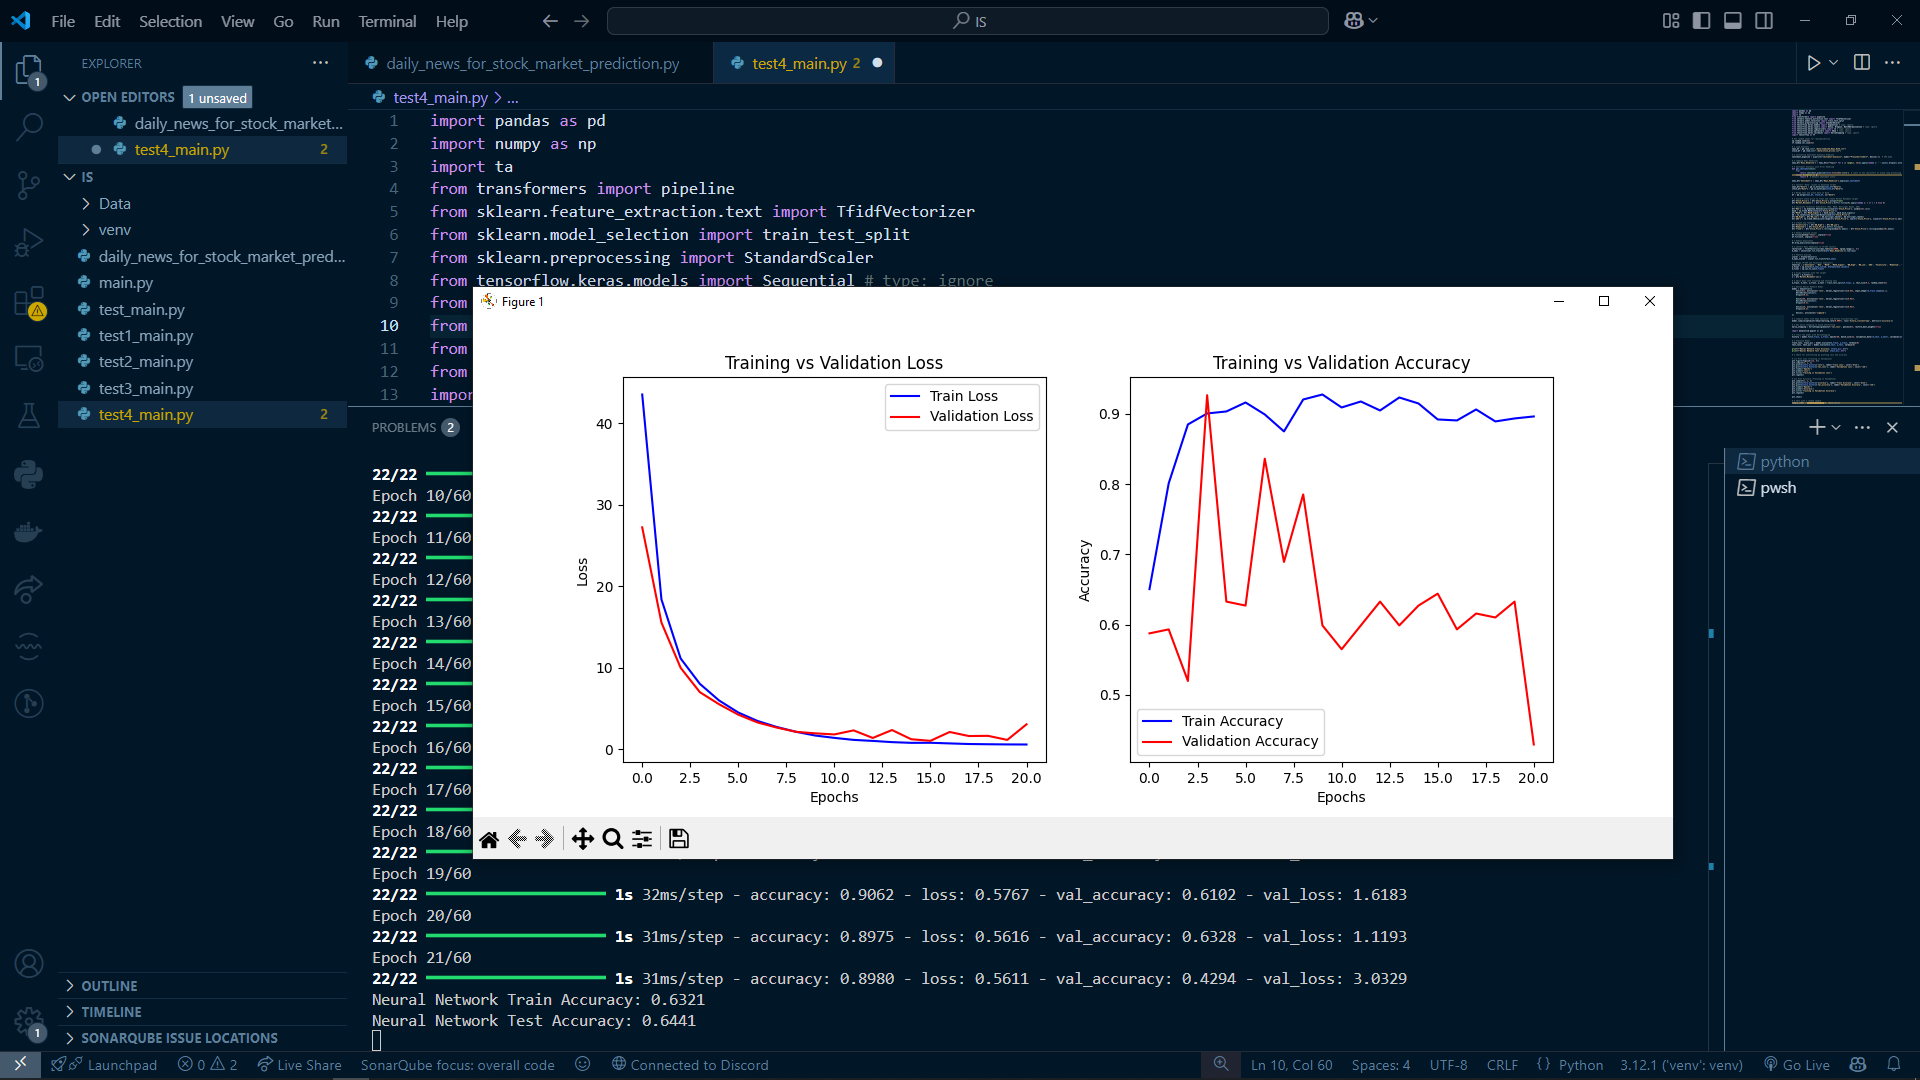 File Edit Selection View Go Run Terminal Help
IS
EXPLORER
OPEN EDITORS 1 unsaved
daily_news_for_stock_market...
test4_main.py 2
IS
Data
venv
daily_news_for_stock_market_pred...
main.py
test_main.py
test1_main.py
test2_main.py
test3_main.py
test4_main.py 2
OUTLINE
TIMELINE
SONARQUBE ISSUE LOCATIONS
1
1
daily_news_for_stock_market_prediction.py
test4_main.py 2
test4_main.py > ...
1 import pandas as pd
2 import numpy as np
3 import ta
4 from transformers import pipeline
5 from sklearn.feature_extraction.text import TfidfVectorizer
6 from sklearn.model_selection import train_test_split
7 from sklearn.preprocessing import StandardScaler
8 from tensorflow.keras.models import Sequential # type: ignore
9 from
10 from
11 from
12 from
13 impor
PROBLEMS 2
Figure 1
Training vs Validation Loss
Train Loss
Validation Loss
Loss
40
30
20
10
0
0.0 2.5 5.0 7.5 10.0 12.5 15.0 17.5 20.0
Epochs
Training vs Validation Accuracy
Train Accuracy
Validation Accuracy
Accuracy
0.9
0.8
0.7
0.6
0.5
0.0 2.5 5.0 7.5 10.0 12.5 15.0 17.5 20.0
Epochs
22/22
Epoch 10/60
22/22
Epoch 11/60
22/22
Epoch 12/60
22/22
Epoch 13/60
22/22
Epoch 14/60
22/22
Epoch 15/60
22/22
Epoch 16/60
22/22
Epoch 17/60
22/22
Epoch 18/60
22/22
Epoch 19/60
22/22 1s 32ms/step - accuracy: 0.9062 - loss: 0.5767 - val_accuracy: 0.6102 - val_loss: 1.6183
Epoch 20/60
22/22 1s 31ms/step - accuracy: 0.8975 - loss: 0.5616 - val_accuracy: 0.6328 - val_loss: 1.1193
Epoch 21/60
22/22 1s 31ms/step - accuracy: 0.8980 - loss: 0.5611 - val_accuracy: 0.4294 - val_loss: 3.0329
Neural Network Train Accuracy: 0.6321
Neural Network Test Accuracy: 0.6441
python
pwsh
Launchpad 0 2 Live Share SonarQube focus: overall code Connected to Discord Ln 10, Col 60 Spaces: 4 UTF-8 CRLF {} Python 3.12.1 ('venv': venv) Go Live